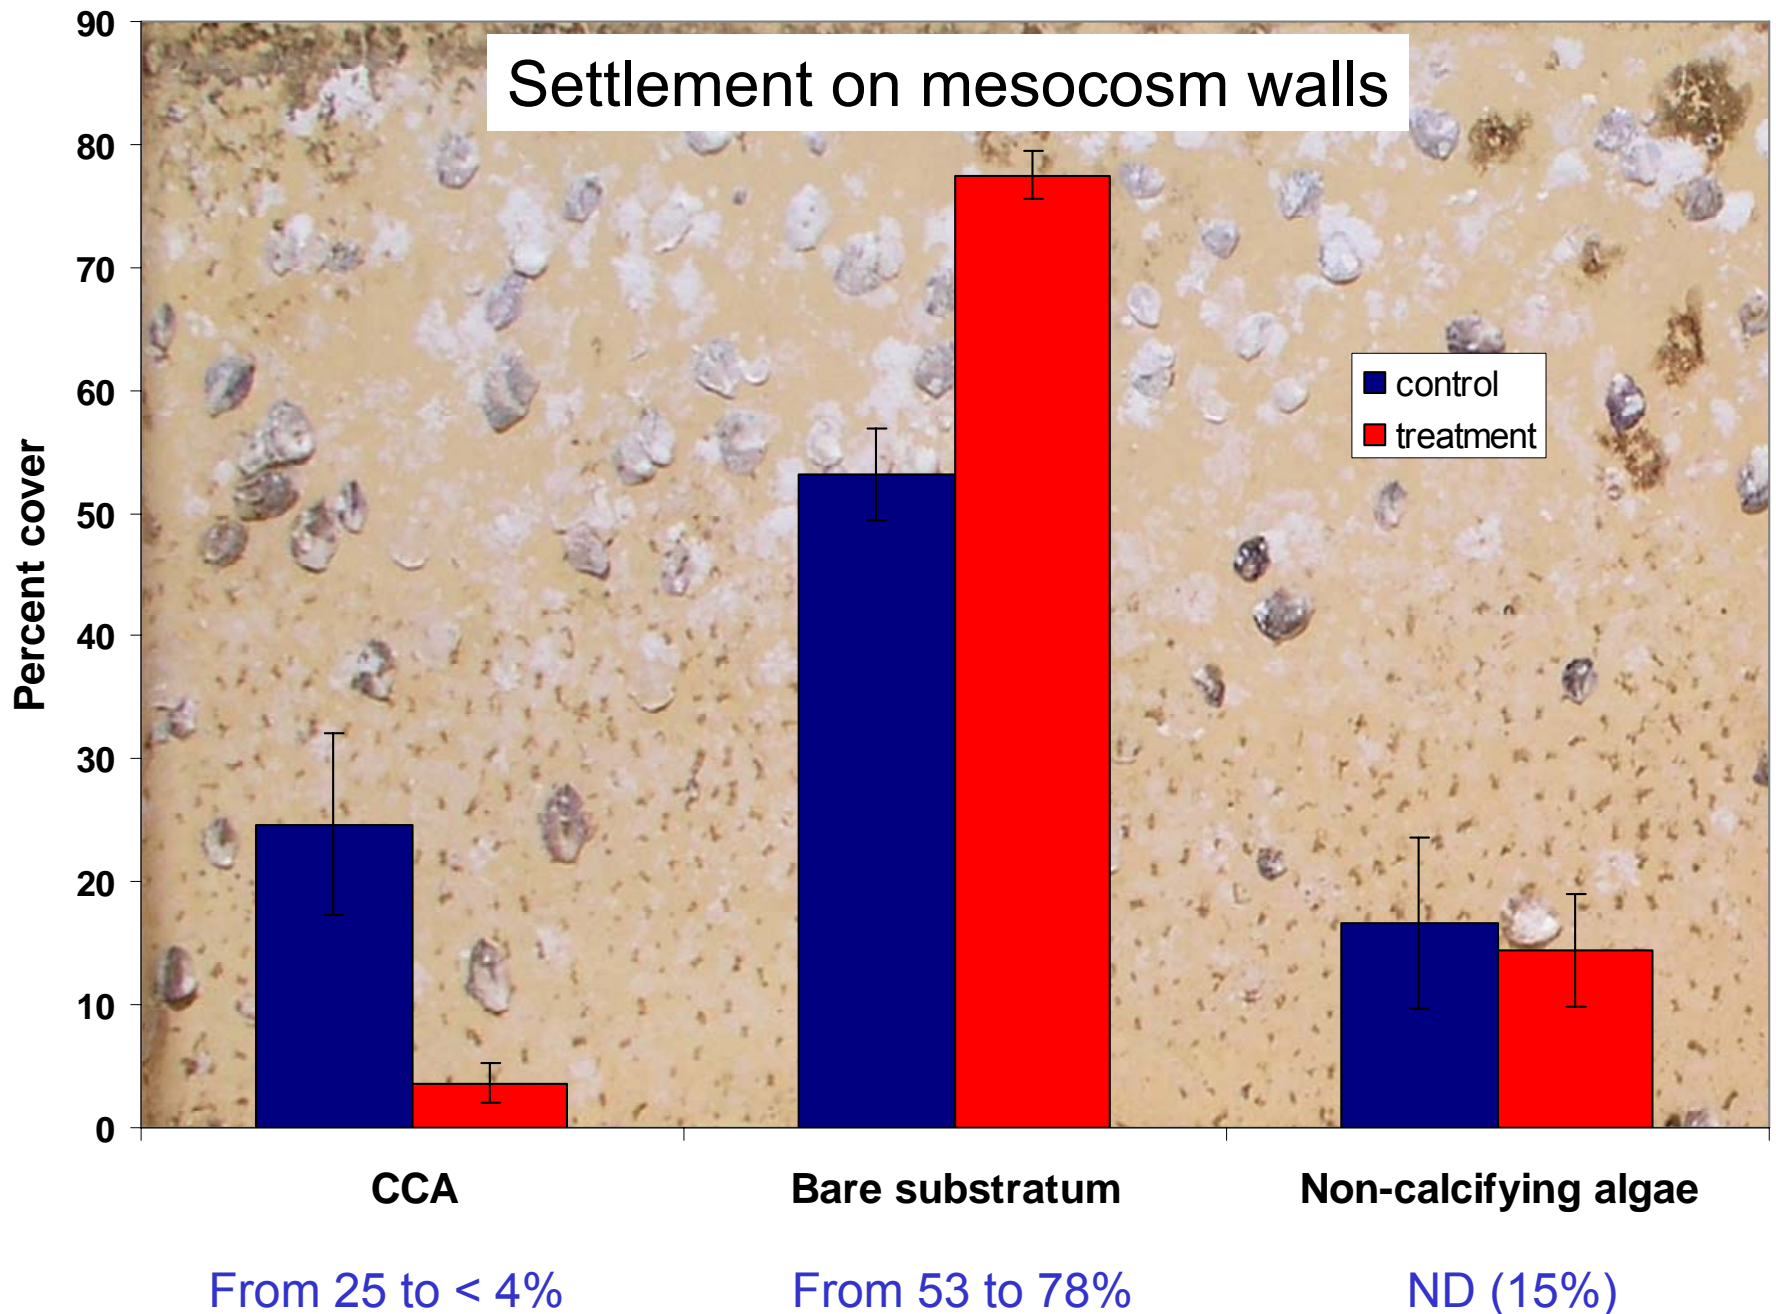 Settlement on mesocosm walls
90
80
70
60
50
40
30
20
10
0
Percent cover
control
treatment
CCA
Bare substratum
Non-calcifying algae
From 25 to < 4%
From 53 to 78%
ND (15%)